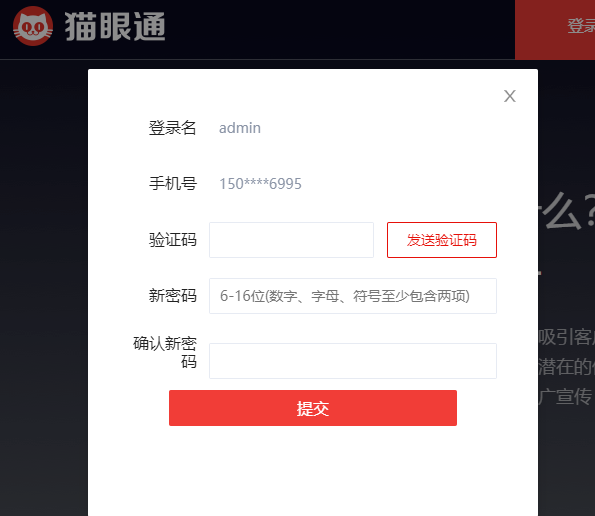 猫眼通
登录
登录名 admin
手机号 150****6995
验证码 发送验证码
什么?
新密码 6-16位(数字、字母、符号至少包含两项)
确认新密
码
吸引客户
潜在的
广宣传
提交